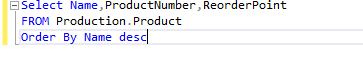 Select Name,ProductNumber,ReorderPoint
FROM Production.Product
Order By Name desc